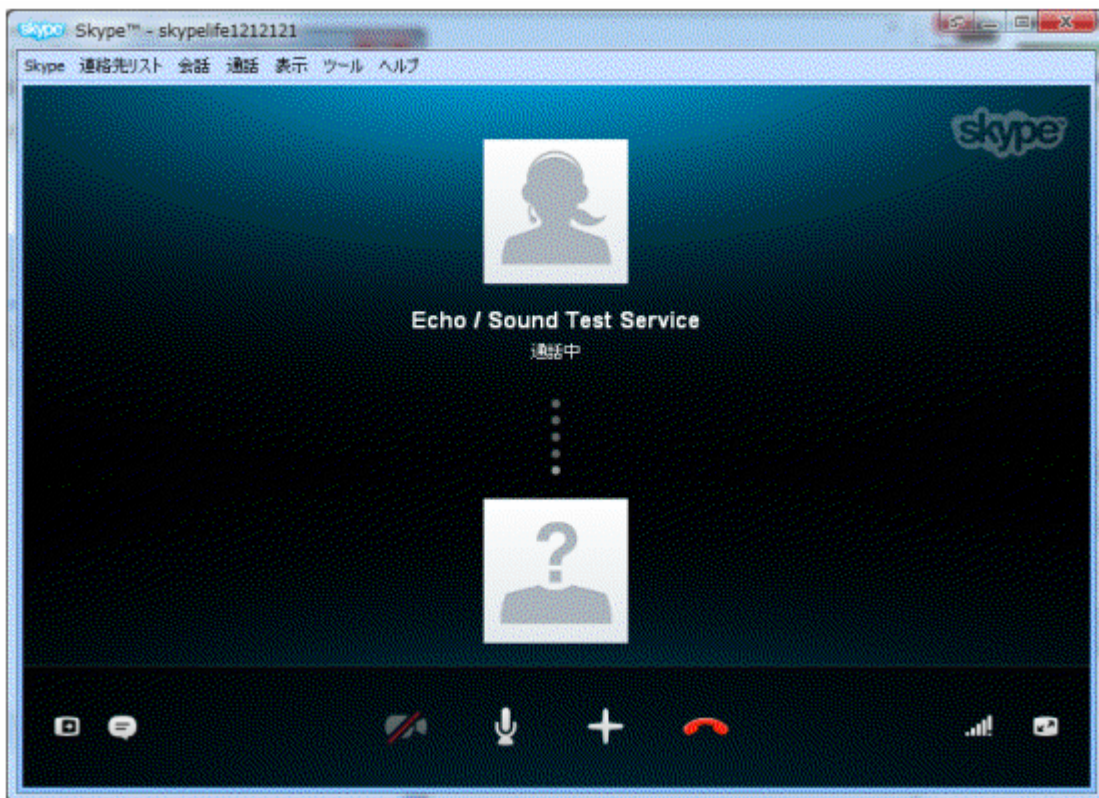 skype Skype™ - skypelife1212121
Skype 連絡先リスト 会話 通話 表示 ツール ヘルプ
skype™
Echo / Sound Test Service
通話中
?